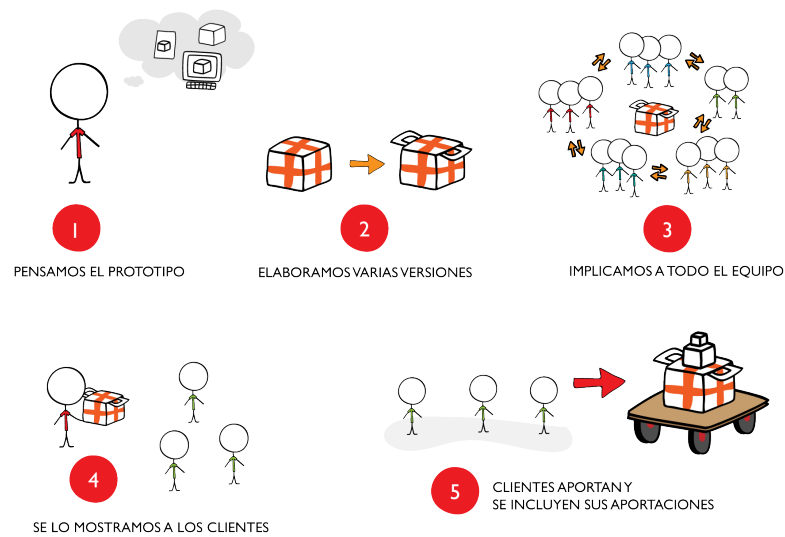 1
PENSAMOS EL PROTOTIPO
2
ELABORAMOS VARIAS VERSIONES
3
IMPLICAMOS A TODO EL EQUIPO
4
SE LO MOSTRAMOS A LOS CLIENTES
5
CLIENTES APORTAN Y
SE INCLUYEN SUS APORTACIONES